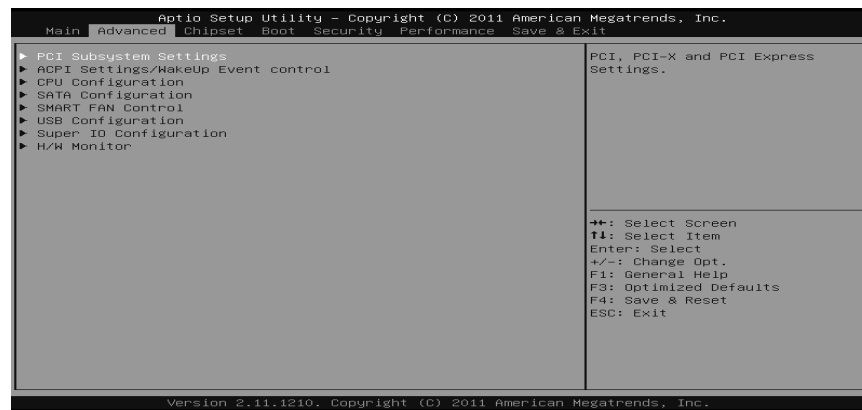 Aptio Setup Utility – Copyright (C) 2011 American Megatrends, Inc.
Main Advanced Chipset Boot Security Performance Save & Exit
► PCI Subsystem Settings
► ACPI Settings/WakeUp Event control
► CPU Configuration
► SATA Configuration
► SMART FAN Control
► USB Configuration
► Super IO Configuration
► H/W Monitor
PCI, PCI-X and PCI Express
Settings.
→←: Select Screen
↑↓: Select Item
Enter: Select
+/-: Change Opt.
F1: General Help
F3: Optimized Defaults
F4: Save & Reset
ESC: Exit
Version 2.11.1210. Copyright (C) 2011 American Megatrends, Inc.